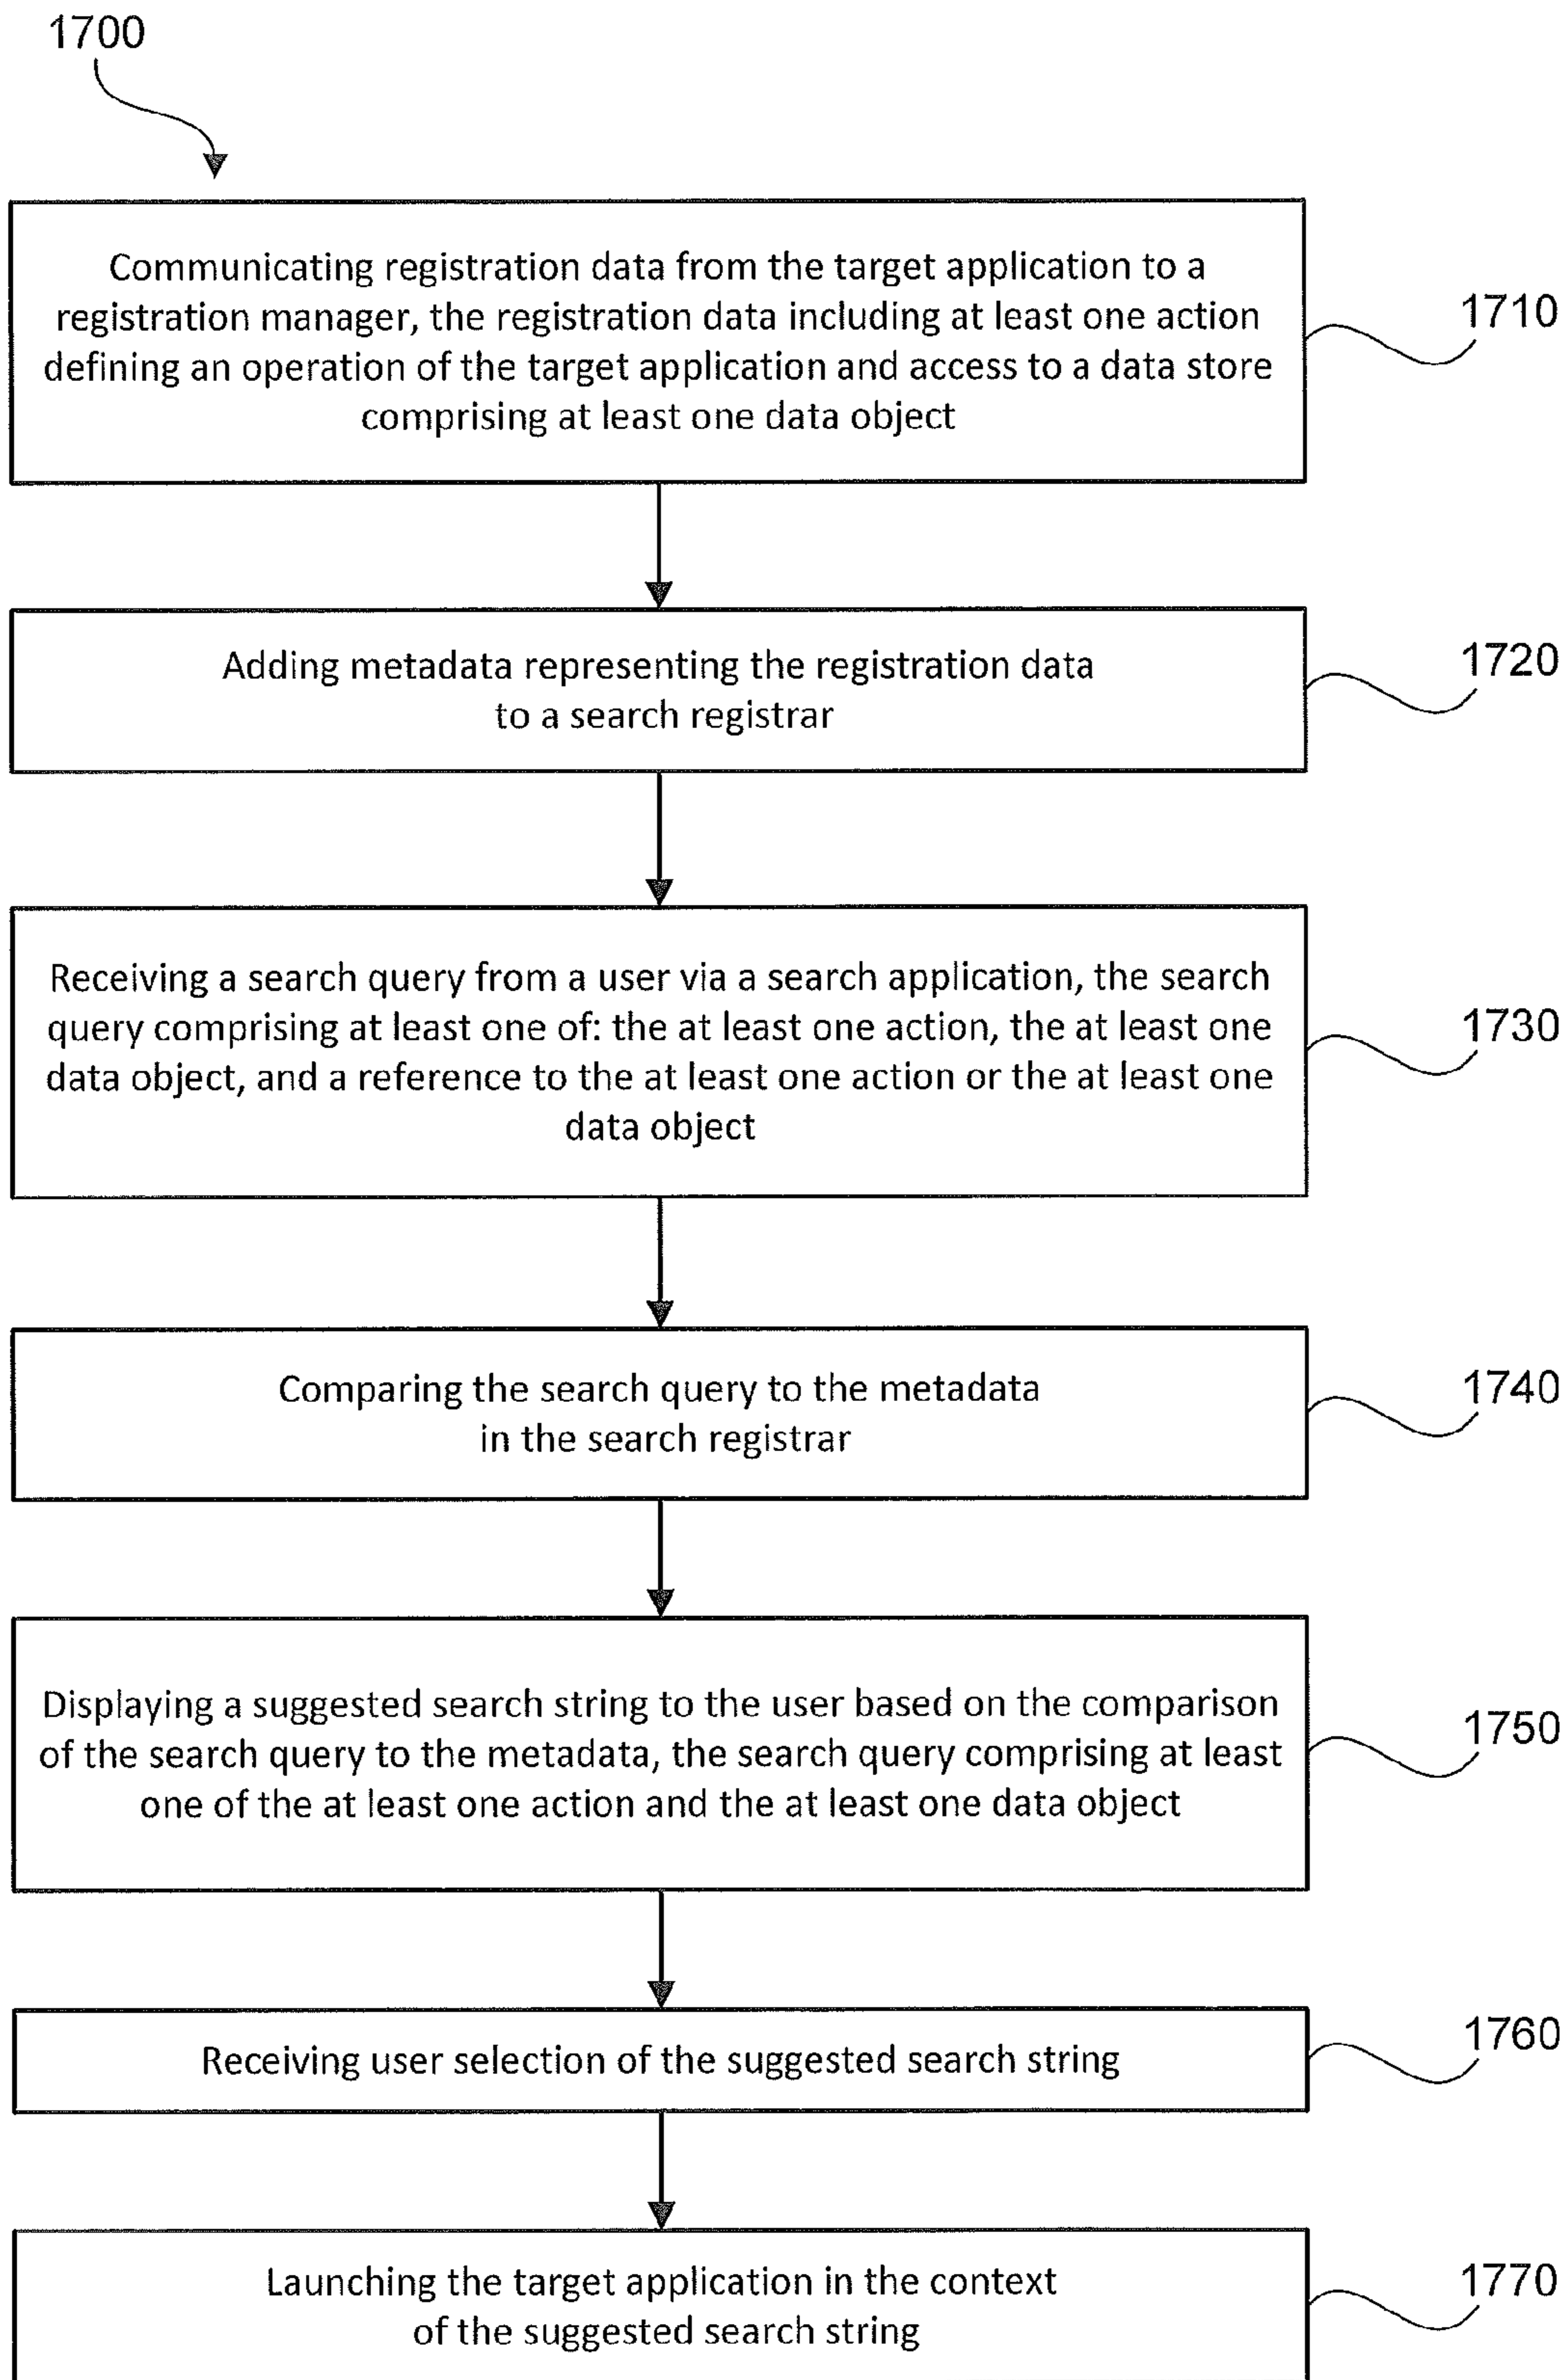 1700
Communicating registration data from the target application to a
registration manager, the registration data including at least one action
defining an operation of the target application and access to a data store
comprising at least one data object
1710
Adding metadata representing the registration data
to a search registrar
1720
Receiving a search query from a user via a search application, the search
query comprising at least one of: the at least one action, the at least one
data object, and a reference to the at least one action or the at least one
data object
1730
Comparing the search query to the metadata
in the search registrar
1740
Displaying a suggested search string to the user based on the comparison
of the search query to the metadata, the search query comprising at least
one of the at least one action and the at least one data object
1750
Receiving user selection of the suggested search string
1760
Launching the target application in the context
of the suggested search string
1770